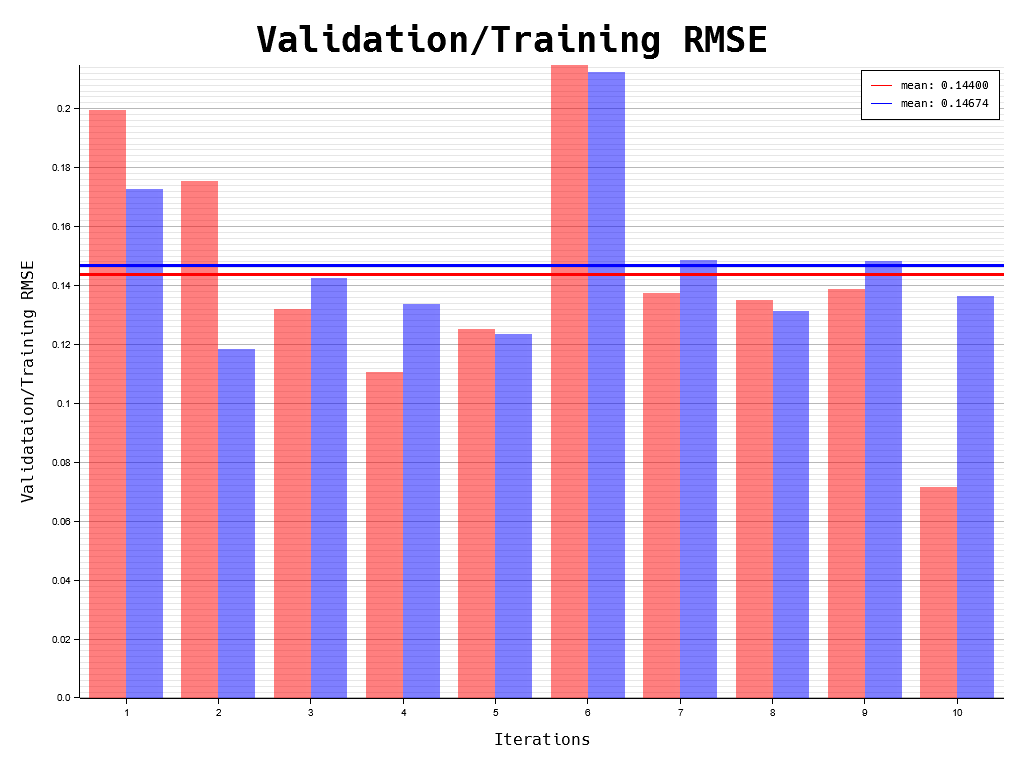 Validation/Training RMSE
mean: 0.14400
mean: 0.14674
0.2
0.18
0.16
0.14
0.12
0.1
0.08
0.06
0.04
0.02
0.0
Validataion/Training RMSE
1 2 3 4 5 6 7 8 9 10
Iterations